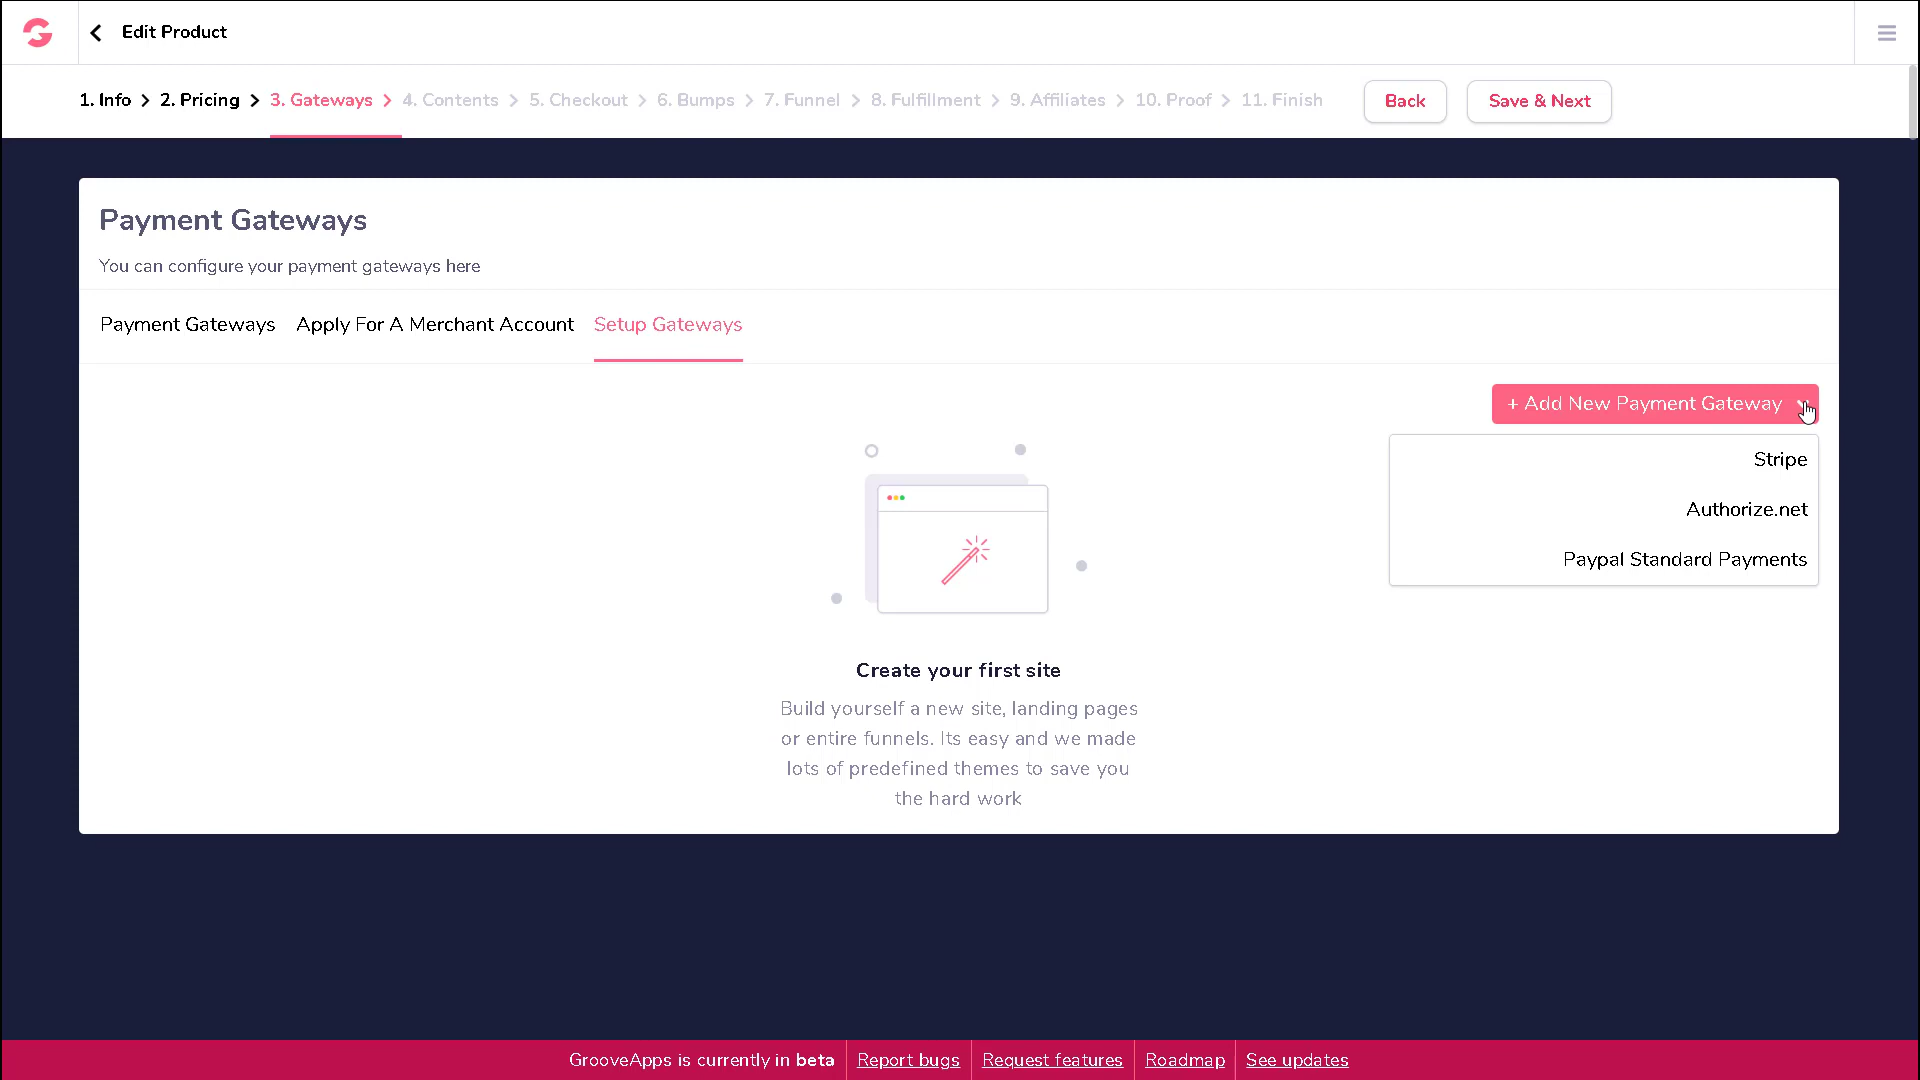 Edit Product
1. Info 2. Pricing 3. Gateways 4. Contents 5. Checkout 6. Bumps 7. Funnel 8. Fulfillment 9. Affiliates 10. Proof 11. Finish Back Save & Next
Payment Gateways
You can configure your payment gateways here
Payment Gateways Apply For A Merchant Account Setup Gateways
+ Add New Payment Gateway
Stripe
Authorize.net
Paypal Standard Payments
Create your first site
Build yourself a new site, landing pages
or entire funnels. Its easy and we made
lots of predefined themes to save you
the hard work
GrooveApps is currently in beta Report bugs Request features Roadmap See updates